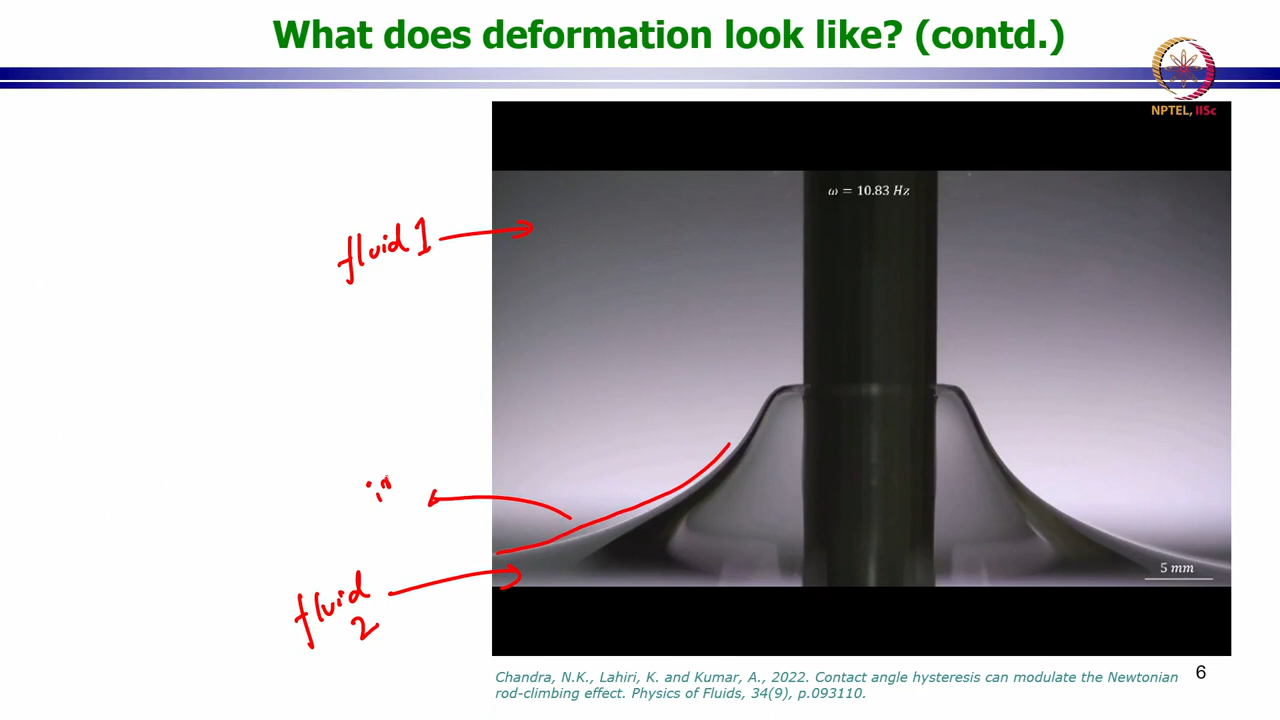 What does deformation look like? (contd.)
NPTEL, IISc
ω = 10.83 Hz
fluid 1
in
fluid
2
5 mm
Chandra, N.K., Lahiri, K. and Kumar, A., 2022. Contact angle hysteresis can modulate the Newtonian
rod-climbing effect. Physics of Fluids, 34(9), p.093110.
6